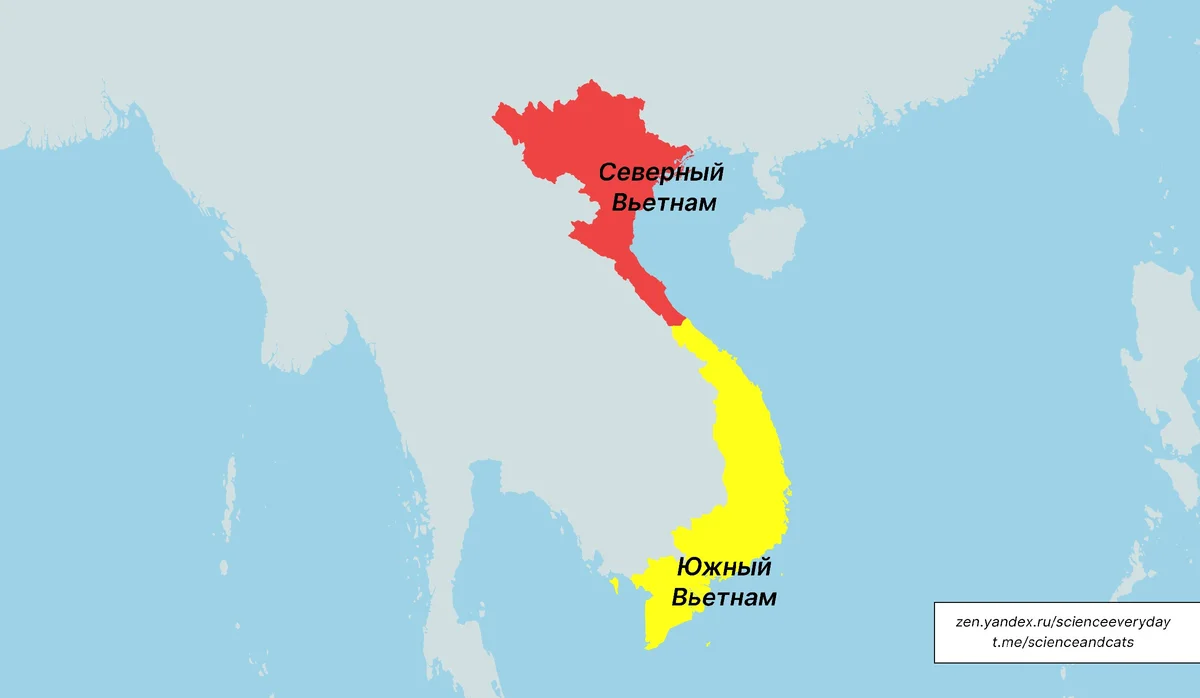 Северный
Вьетнам
Южный
Вьетнам
zen.yandex.ru/scienceeveryday
t.me/scienceandcats